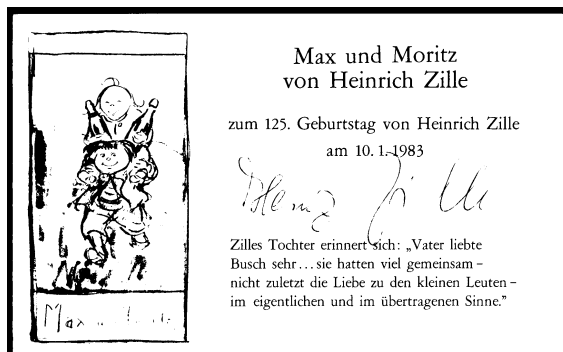 Max und Moritz
von Heinrich Zille
zum 125. Geburtstag von Heinrich Zille
am 10. 1. 1983
Heinz Zille
Zilles Tochter erinnert sich: „Vater liebte
Busch sehr ... sie hatten viel gemeinsam –
nicht zuletzt die Liebe zu den kleinen Leuten –
im eigentlichen und im übertragenen Sinne.”
Max